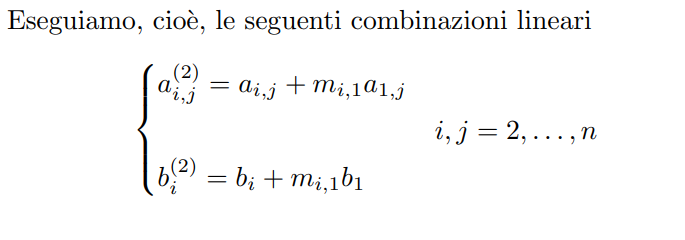 Eseguiamo, cioè, le seguenti combinazioni lineari
a_{i,j}^{(2)} = a_{i,j} + m_{i,1}a_{1,j}
i, j = 2, . . . , n
b_i^{(2)} = b_i + m_{i,1}b_1